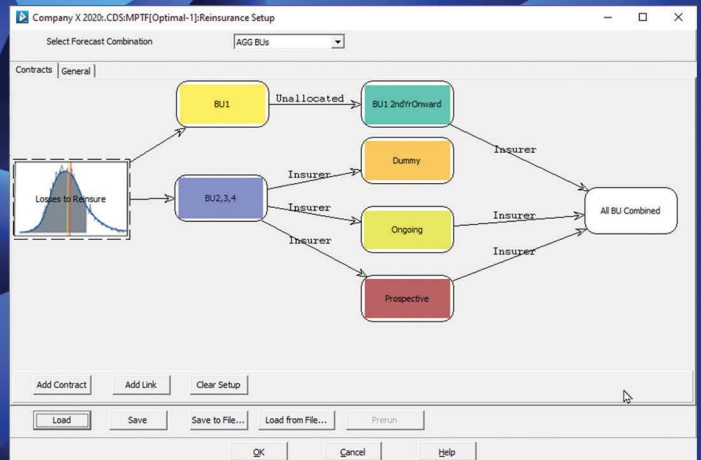 Company X 2020:.CDS:MPTF[Optimal-1]:Reinsurance Setup
Select Forecast Combination AGG BUs
Contracts General
BU1 Unallocated BU1 2ndYrOnward
Insurer
Dummy
Insurer
Losses to Reinsure BU2,3,4 Insurer Insurer All BU Combined
Ongoing
Insurer Insurer
Prospective
Add Contract Add Link Clear Setup
Load Save Save to File... Load from File... Prerun
OK Cancel Help